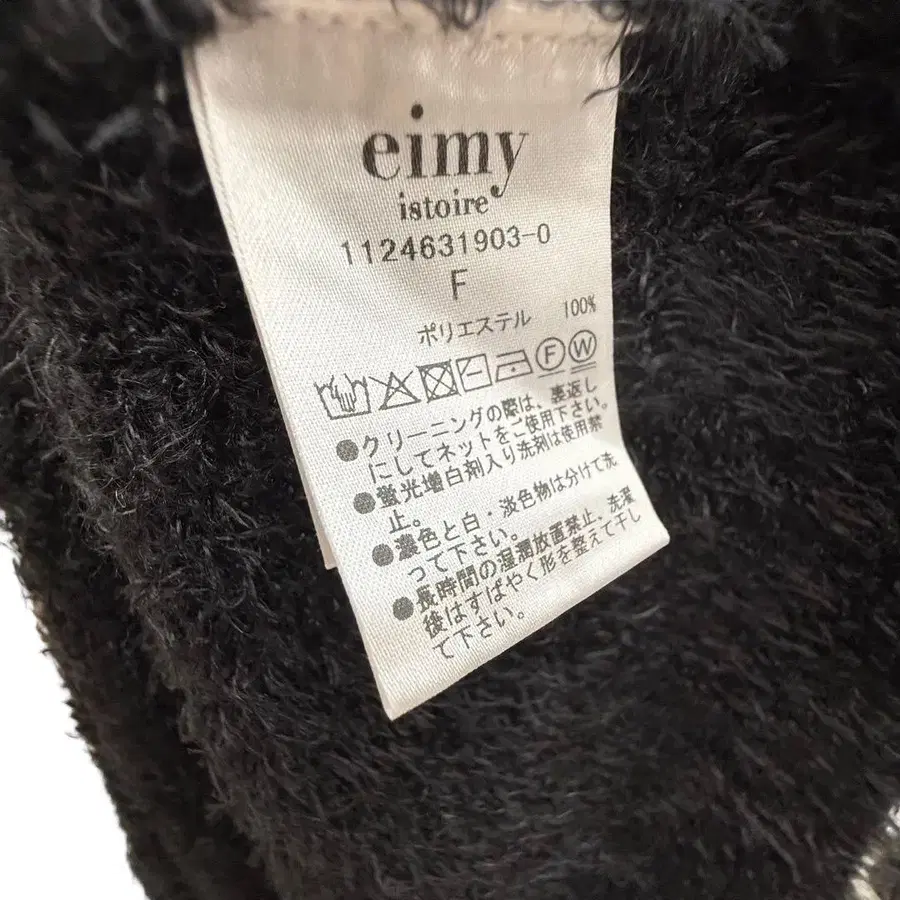 eimy
istoire
1124631903-0
F
ポリエステル 100%
F W
●クリーニングの際は、裏返し
にしてネットをご使用下さい。
●蛍光増白剤入り洗剤は使用禁
止。
●濃色と白・淡色物は分けて洗
って下さい。
●長時間の湿潤放置禁止、洗濯
後はすばやく形を整えて干し
て下さい。